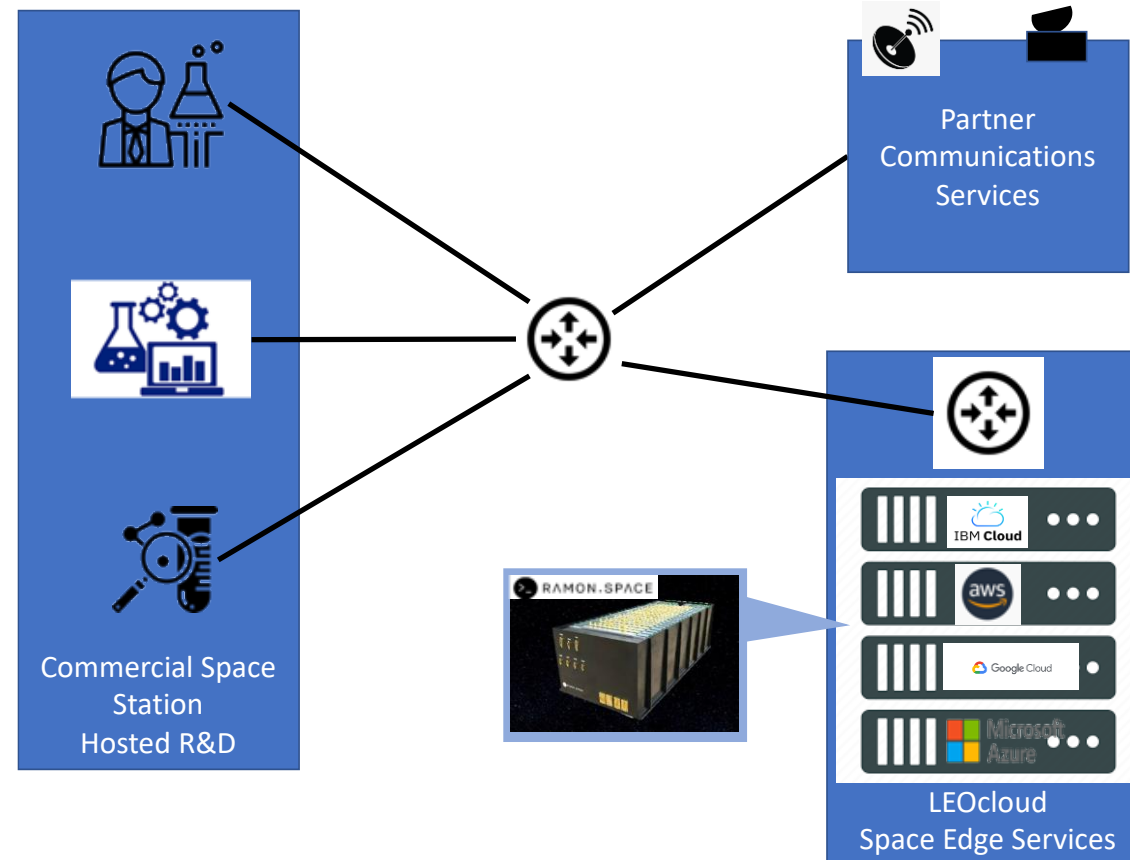 Partner
Communications
Services
IBM Cloud
aws
RAMON.SPACE
Google Cloud
Microsoft
Azure
Commercial Space
Station
Hosted R&D
LEOcloud
Space Edge Services